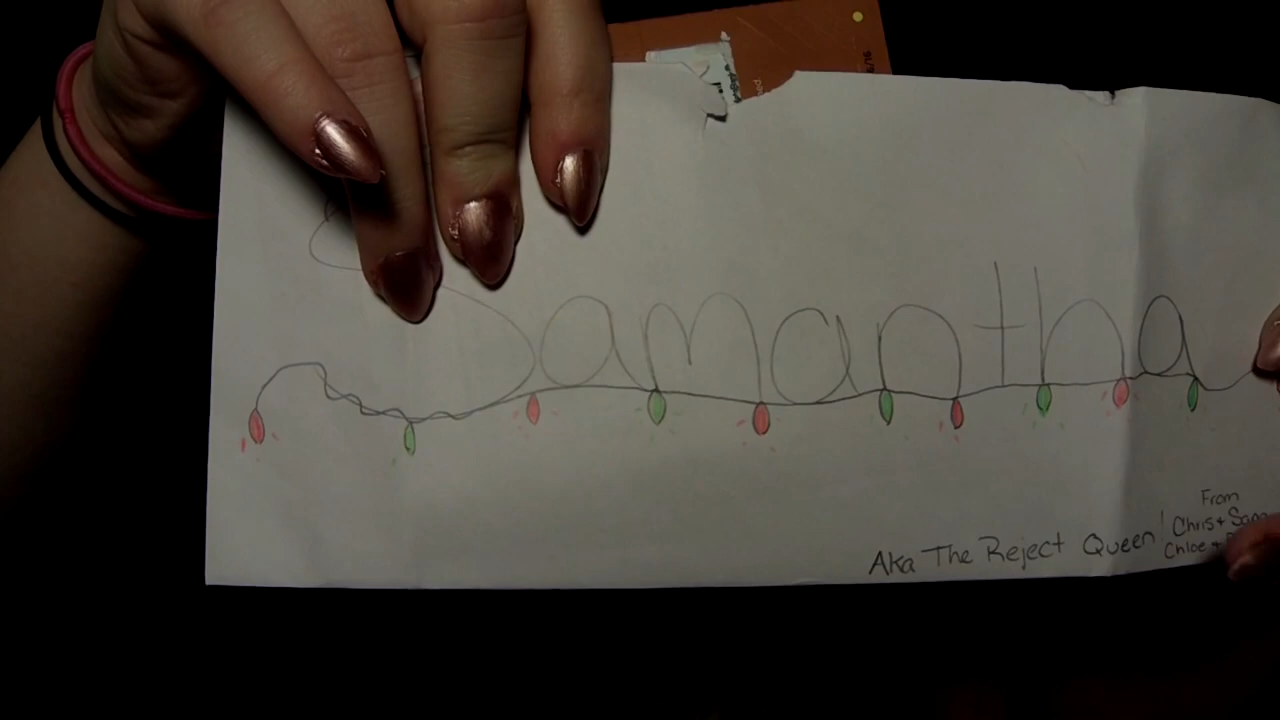 Samantha
Aka The Reject Queen
From
Chris +
Chloe +